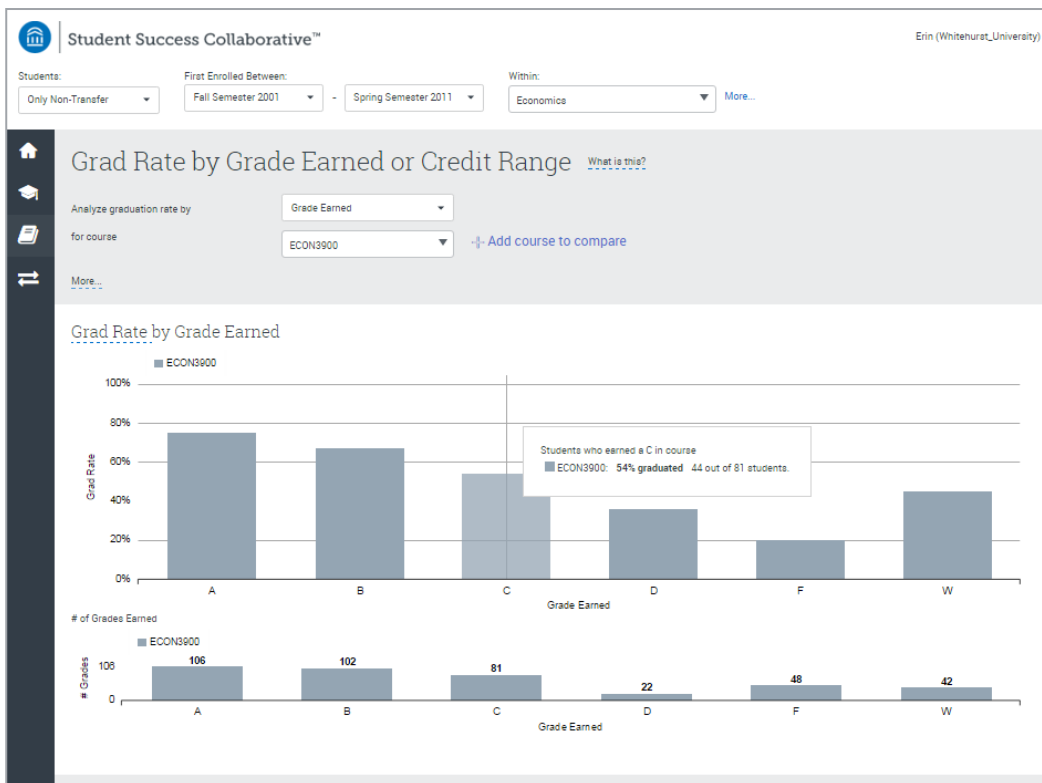 Student Success Collaborative™
Erin (Whitehurst_University)
Students:
First Enrolled Between:
Within:
Only Non-Transfer
Fall Semester 2001
-
Spring Semester 2011
Economics
More...
Grad Rate by Grade Earned or Credit Range
What is this?
Analyze graduation rate by
Grade Earned
for course
ECON3900
Add course to compare
More...
Grad Rate by Grade Earned
ECON3900
100%
80%
60%
40%
20%
0%
Grad Rate
Students who earned a C in course
ECON3900: 54% graduated 44 out of 81 students.
A B C D F W
Grade Earned
# of Grades Earned
ECON3900
# Grades
106
0
106 102 81 22 48 42
A B C D F W
Grade Earned